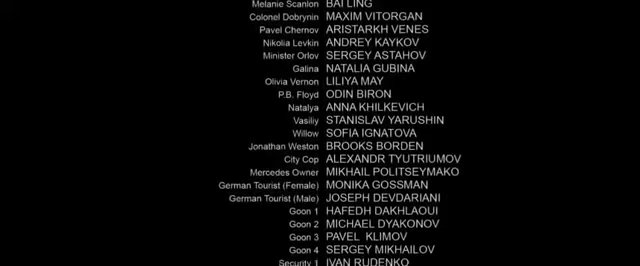 Melanie Scanlon BAI LING
Colonel Dobrynin MAXIM VITORGAN
Pavel Chernov ARISTARKH VENES
Nikolia Levkin ANDREY KAYKOV
Minister Orlov SERGEY ASTAHOV
Galina NATALIA GUBINA
Olivia Vernon LILIYA MAY
P.B. Floyd ODIN BIRON
Natalya ANNA KHILKEVICH
Vasiliy STANISLAV YARUSHIN
Willow SOFIA IGNATOVA
Jonathan Weston BROOKS BORDEN
City Cop ALEXANDR TYUTRIUMOV
Mercedes Owner MIKHAIL POLITSEYMAKO
German Tourist (Female) MONIKA GOSSMAN
German Tourist (Male) JOSEPH DEVDARIANI
Goon 1 HAFEDH DAKHLAOUI
Goon 2 MICHAEL DYAKONOV
Goon 3 PAVEL KLIMOV
Goon 4 SERGEY MIKHAILOV
Security 1 IVAN RUDENKO